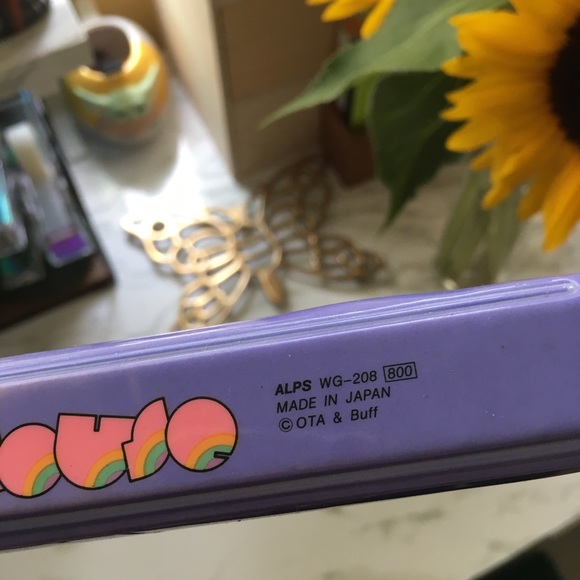 ALPS WG-208 800
MADE IN JAPAN
© OTA & Buff